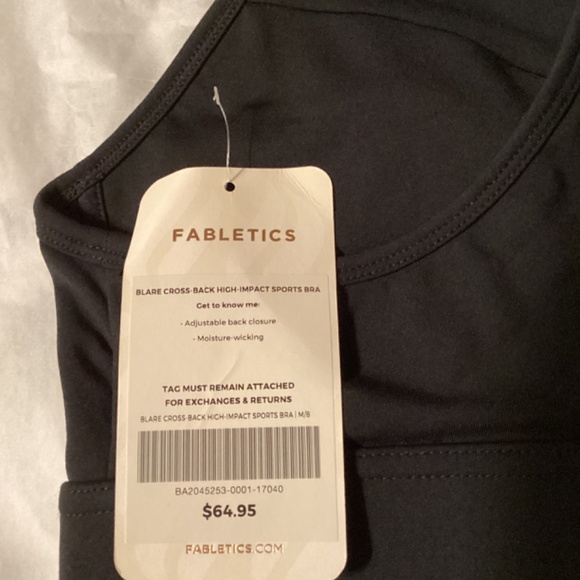 FABLETICS
BLARE CROSS-BACK HIGH-IMPACT SPORTS BRA
Get to know me:
- Adjustable back closure
- Moisture-wicking
TAG MUST REMAIN ATTACHED
FOR EXCHANGES & RETURNS
BLARE CROSS-BACK HIGH-IMPACT SPORTS BRA | M/8
BA2045253-0001-17040
$64.95
FABLETICS.COM